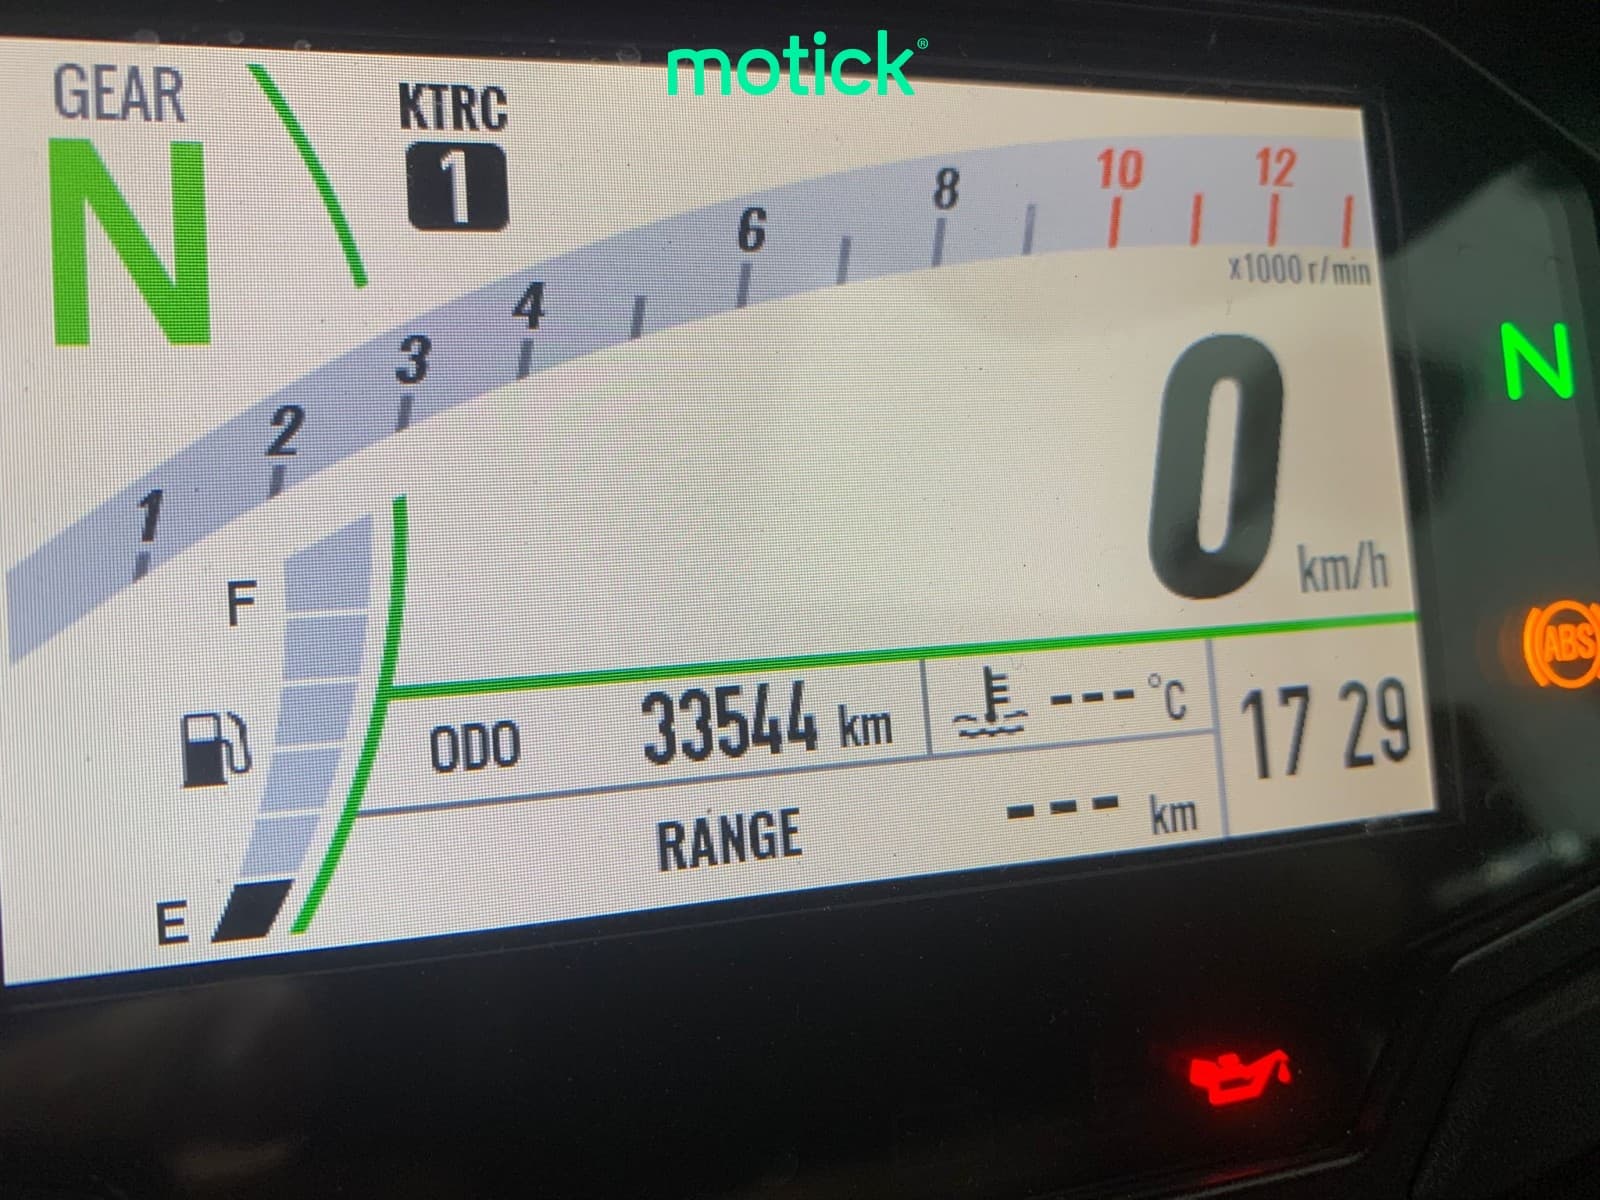 motick®
GEAR
N
KTRC
1
1 2 3 4 6 8 10 12
x1000 r/min
N
0 km/h
F
E
ODO 33544 km
--- °C
17 29
RANGE --- km
ABS